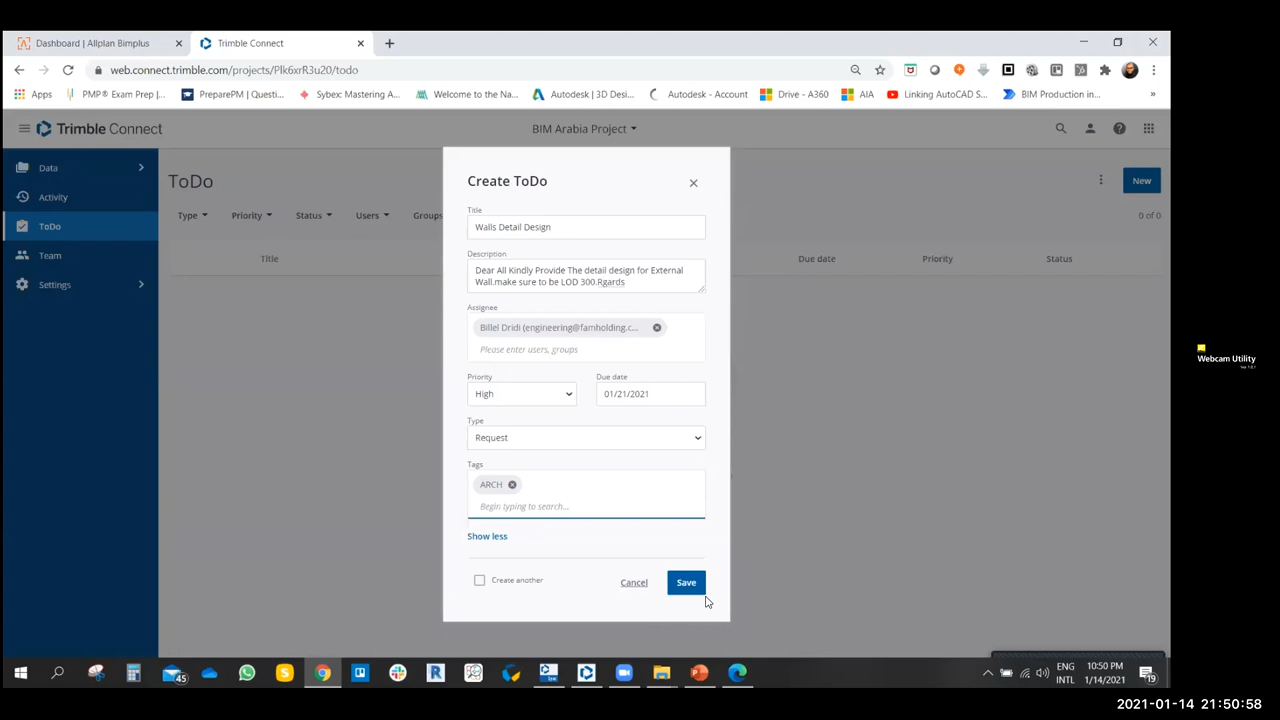 Dashboard | Allplan Bimplus
Trimble Connect
web.connect.trimble.com/projects/Plk6xrR3u20/todo
Apps
PMP® Exam Prep |...
PreparePM | Questi...
Sybex: Mastering A...
Welcome to the Na...
Autodesk | 3D Desi...
Autodesk - Account
Drive - A360
AIA
Linking AutoCAD S...
BIM Production in...
»
Trimble Connect
BIM Arabia Project
Data
Activity
ToDo
Team
Settings
ToDo
New
Type
Priority
Status
Users
Groups
0 of 0
Title
Due date
Priority
Status
Create ToDo
Title
Walls Detail Design
Description
Dear All Kindly Provide The detail design for External
Wall.make sure to be LOD 300.Rgards
Assignee
Billel Dridi (engineering@famholding.c...
Please enter users, groups
Priority
Due date
High
01/21/2021
Type
Request
Tags
ARCH
Begin typing to search...
Show less
Create another
Cancel
Save
Webcam Utility
45
ENG
INTL
10:50 PM
1/14/2021
19
2021-01-14 21:50:58